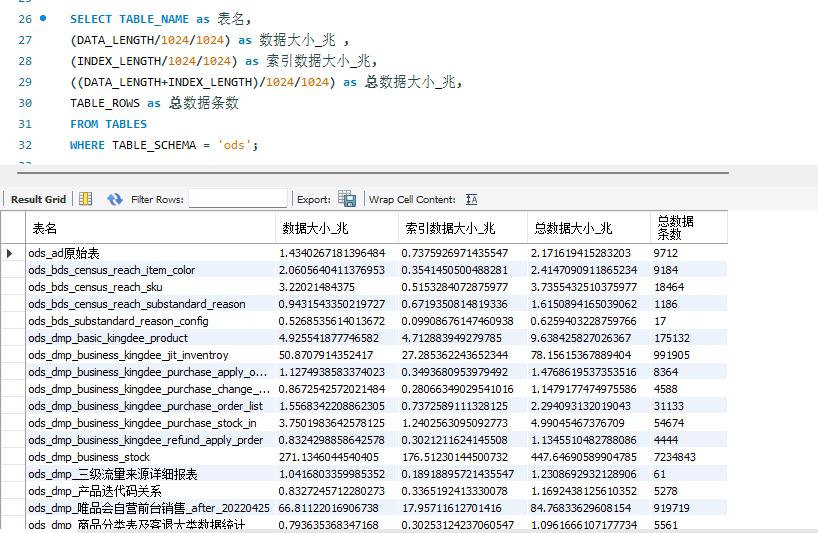 26 SELECT TABLE_NAME as 表名,
27 (DATA_LENGTH/1024/1024) as 数据大小_兆 ,
28 (INDEX_LENGTH/1024/1024) as 索引数据大小_兆,
29 ((DATA_LENGTH+INDEX_LENGTH)/1024/1024) as 总数据大小_兆,
30 TABLE_ROWS as 总数据条数
31 FROM TABLES
32 WHERE TABLE_SCHEMA = 'ods';
Result Grid Filter Rows: Export: Wrap Cell Content: IA
表名 数据大小_兆 索引数据大小_兆 总数据大小_兆 总数据条数
ods_ad原始表 1.4340267181396484 0.7375926971435547 2.171619415283203 9712
ods_bds_census_reach_item_color 2.0605640411376953 0.3541450500488281 2.4147090911865234 9184
ods_bds_census_reach_sku 3.22021484375 0.5153284072875977 3.7355432510375977 18464
ods_bds_census_reach_substandard_reason 0.9431543350219727 0.6719350814819336 1.6150894165039062 1186
ods_bds_substandard_reason_config 0.5268535614013672 0.09908676147460938 0.6259403228759766 17
ods_dmp_basic_kingdee_product 4.925541877746582 4.712883949279785 9.638425827026367 175132
ods_dmp_business_kingdee_jit_inventroy 50.8707914352417 27.285362243652344 78.15615367889404 991905
ods_dmp_business_kingdee_purchase_apply_o... 1.1274938583374023 0.3493680953979492 1.4768619537353516 8364
ods_dmp_business_kingdee_purchase_change_... 0.8672542572021484 0.28066349029541016 1.1479177474975586 4588
ods_dmp_business_kingdee_purchase_order_list 1.5568342208862305 0.7372589111328125 2.294093132019043 31133
ods_dmp_business_kingdee_purchase_stock_in 3.7501983642578125 1.2402563095092773 4.99045467376709 54674
ods_dmp_business_kingdee_refund_apply_prder 0.8324298858642578 0.3021211624145508 1.1345510482788086 4444
ods_dmp_business_stock 271.1346044540405 176.51230144500732 447.64690589904785 7234843
ods_dmp_三级流量来源详细报表 1.0416803359985352 0.18918895721435547 1.2308692932128906 61
ods_dmp_产品迭代码关系 0.8327245712280273 0.3365192413330078 1.1692438125610352 5278
ods_dmp_唯品会自营前台销售_after_20220425 66.81122016906738 17.95711612701416 84.76833629608154 919719
ods_dmp_商品分类表及客退大类数据统计 0.793635368347168 0.30253124237060547 1.0961666107177734 5561